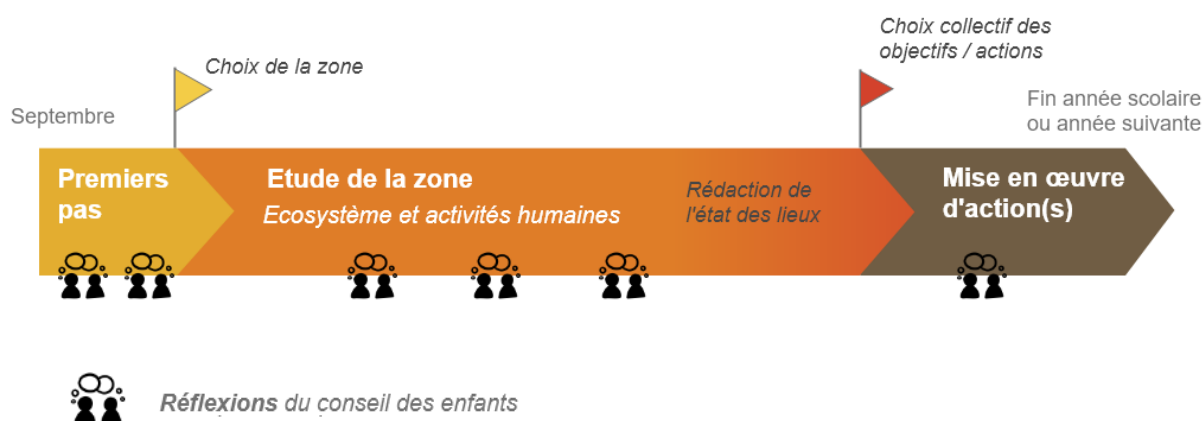 Choix collectif des
objectifs / actions
Choix de la zone
Septembre
Fin année scolaire
ou année suivante
Premiers
pas
Etude de la zone
Ecosystème et activités humaines
Rédaction de
l'état des lieux
Mise en œuvre
d'action(s)
Réflexions du conseil des enfants